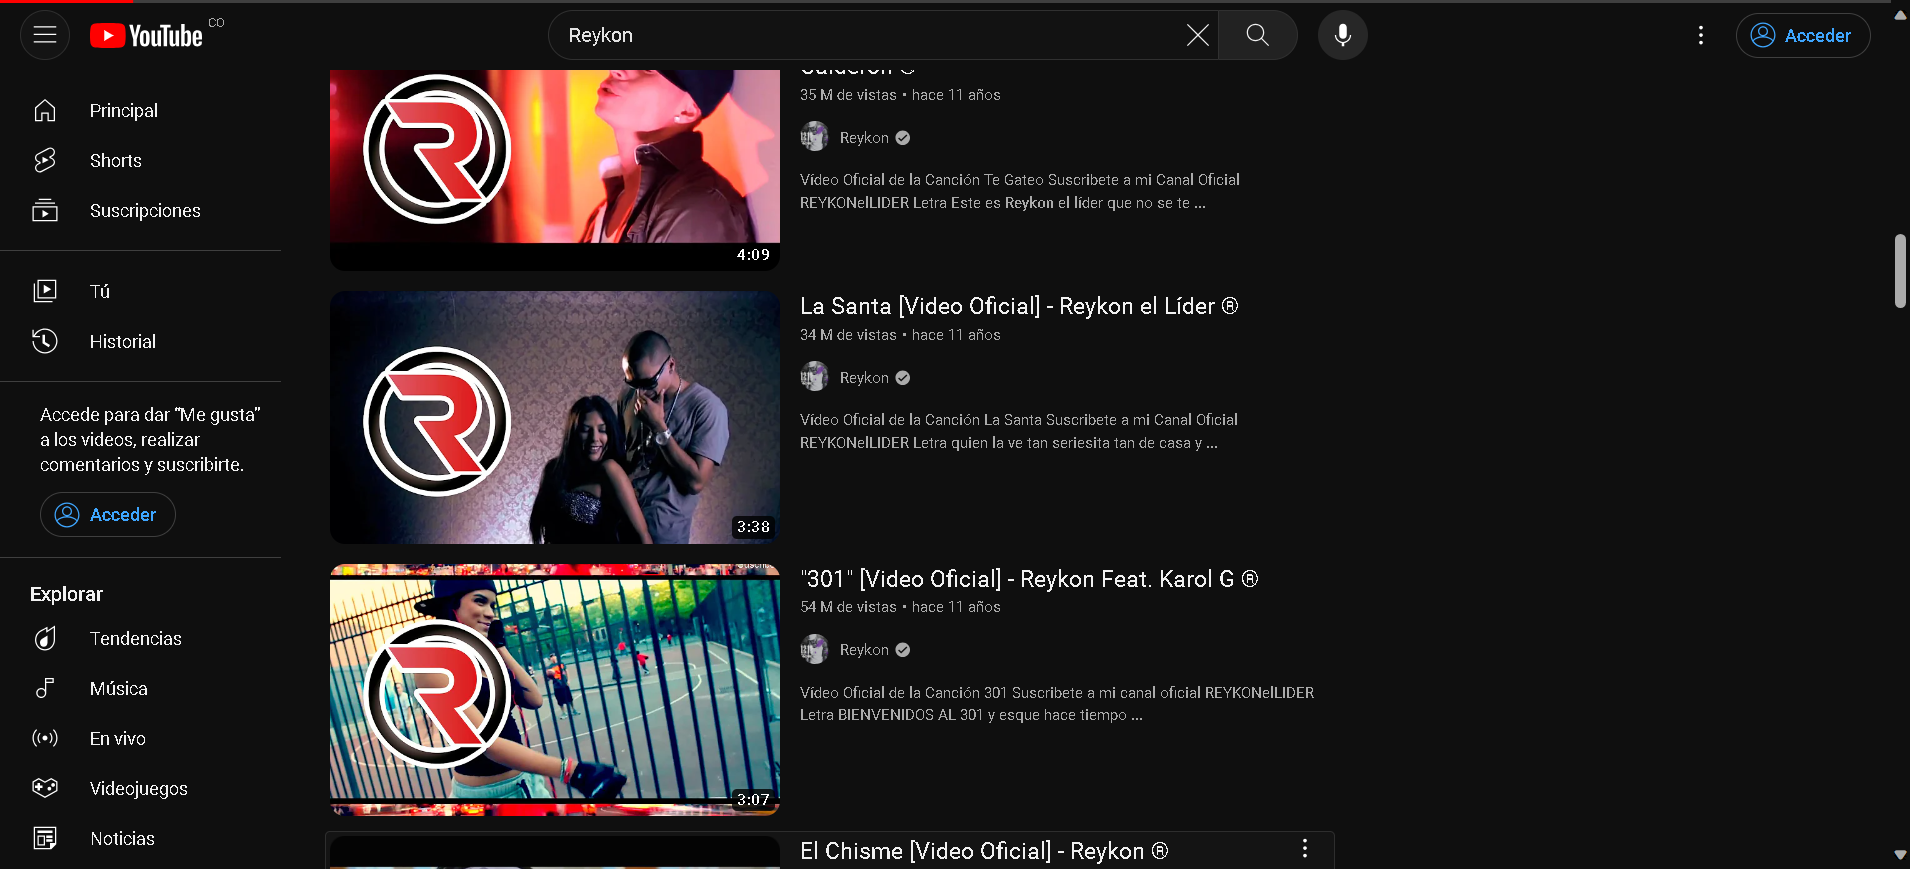 YouTube CO
Reykon
Acceder
Principal
Shorts
Suscripciones
Tú
Historial
Accede para dar “Me gusta”
a los videos, realizar
comentarios y suscribirte.
Acceder
Explorar
Tendencias
Música
En vivo
Videojuegos
Noticias
R
4:09
Calderón ®
35 M de vistas • hace 11 años
Reykon
Vídeo Oficial de la Canción Te Gateo Suscribete a mi Canal Oficial
REYKONelLIDER Letra Este es Reykon el líder que no se te ...
R
3:38
La Santa [Video Oficial] - Reykon el Líder ®
34 M de vistas • hace 11 años
Reykon
Vídeo Oficial de la Canción La Santa Suscribete a mi Canal Oficial
REYKONelLIDER Letra quien la ve tan seriesita tan de casa y ...
R
3:07
"301" [Video Oficial] - Reykon Feat. Karol G ®
54 M de vistas • hace 11 años
Reykon
Vídeo Oficial de la Canción 301 Suscribete a mi canal oficial REYKONelLIDER
Letra BIENVENIDOS AL 301 y esque hace tiempo ...
El Chisme [Video Oficial] - Reykon ®